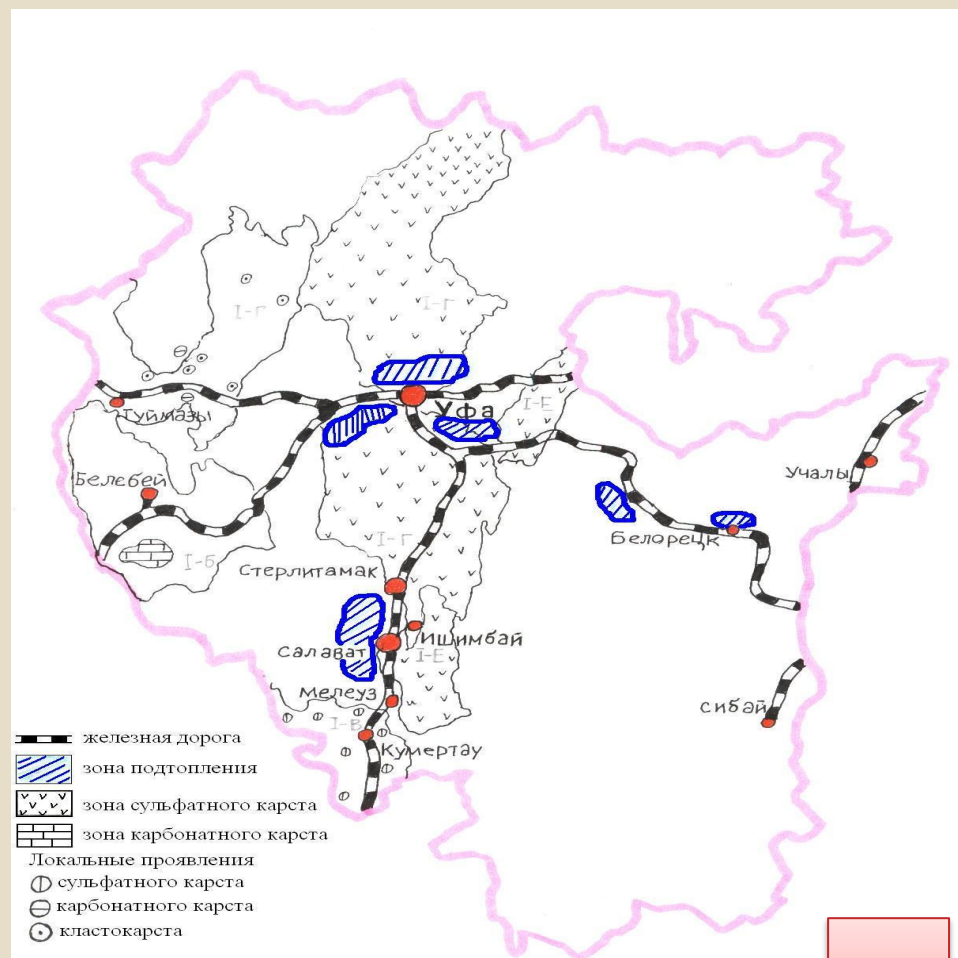 I-Г
I-Г
Туймазы
Уфа
I-Е
Белебей
Учалы
I-Г
Белорецк
I-Б
Стерлитамак
Салават
Ишимбай
I-Е
Мелеуз
I-В
Сибай
Кумертау
железная дорога
зона подтопления
зона сульфатного карста
зона карбонатного карста
Локальные проявления
сульфатного карста
карбонатного карста
кластокарста